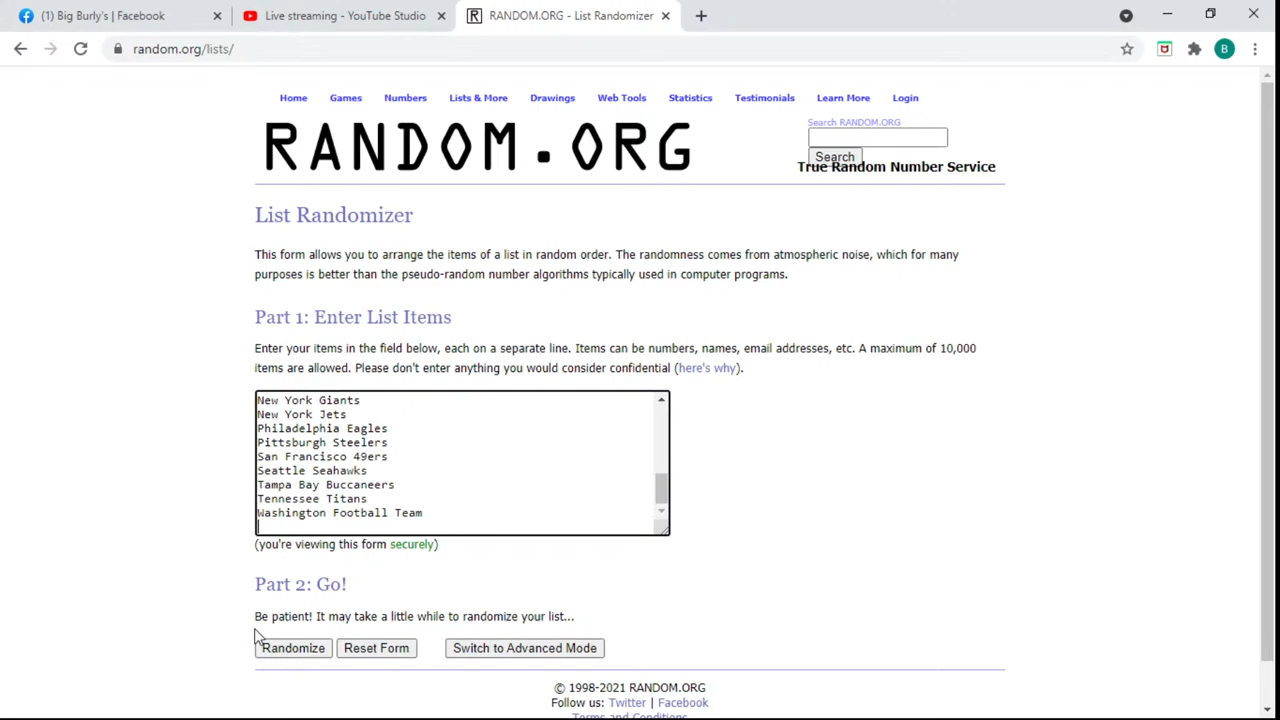 (1) Big Burly's | Facebook
Live streaming - YouTube Studio
RANDOM.ORG - List Randomizer
random.org/lists/
B
Home Games Numbers Lists & More Drawings Web Tools Statistics Testimonials Learn More Login
RANDOM.ORG
Search RANDOM.ORG
Search
True Random Number Service
List Randomizer
This form allows you to arrange the items of a list in random order. The randomness comes from atmospheric noise, which for many
purposes is better than the pseudo-random number algorithms typically used in computer programs.
Part 1: Enter List Items
Enter your items in the field below, each on a separate line. Items can be numbers, names, email addresses, etc. A maximum of 10,000
items are allowed. Please don't enter anything you would consider confidential (here's why).
New York Giants
New York Jets
Philadelphia Eagles
Pittsburgh Steelers
San Francisco 49ers
Seattle Seahawks
Tampa Bay Buccaneers
Tennessee Titans
Washington Football Team
(you're viewing this form securely)
Part 2: Go!
Be patient! It may take a little while to randomize your list...
Randomize Reset Form Switch to Advanced Mode
© 1998-2021 RANDOM.ORG
Follow us: Twitter | Facebook
Terms and Conditions